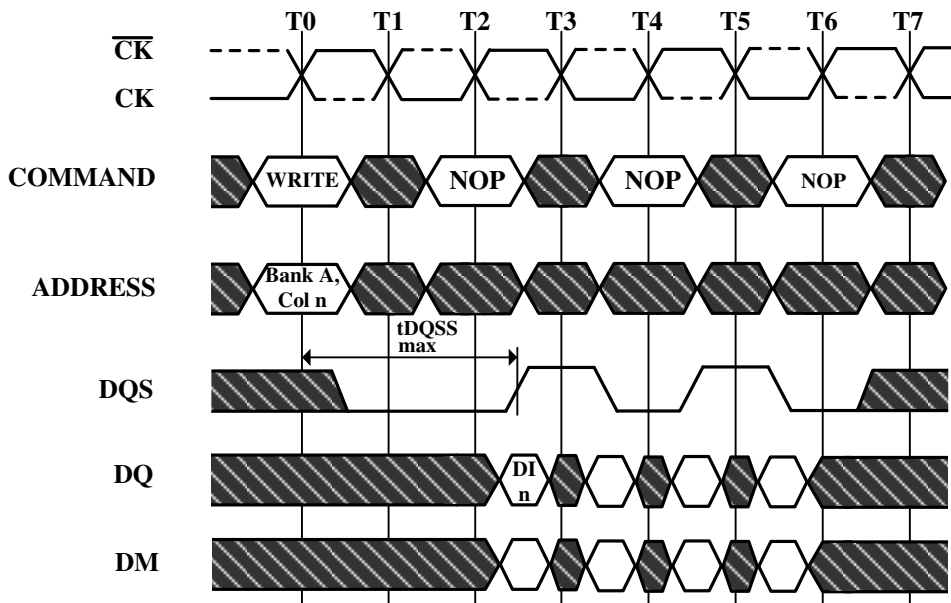 T0 T1 T2 T3 T4 T5 T6 T7
CK
CK
COMMAND WRITE NOP NOP NOP
ADDRESS Bank A,
Col n
tDQSS
max
DQS
DQ DI
n
DM